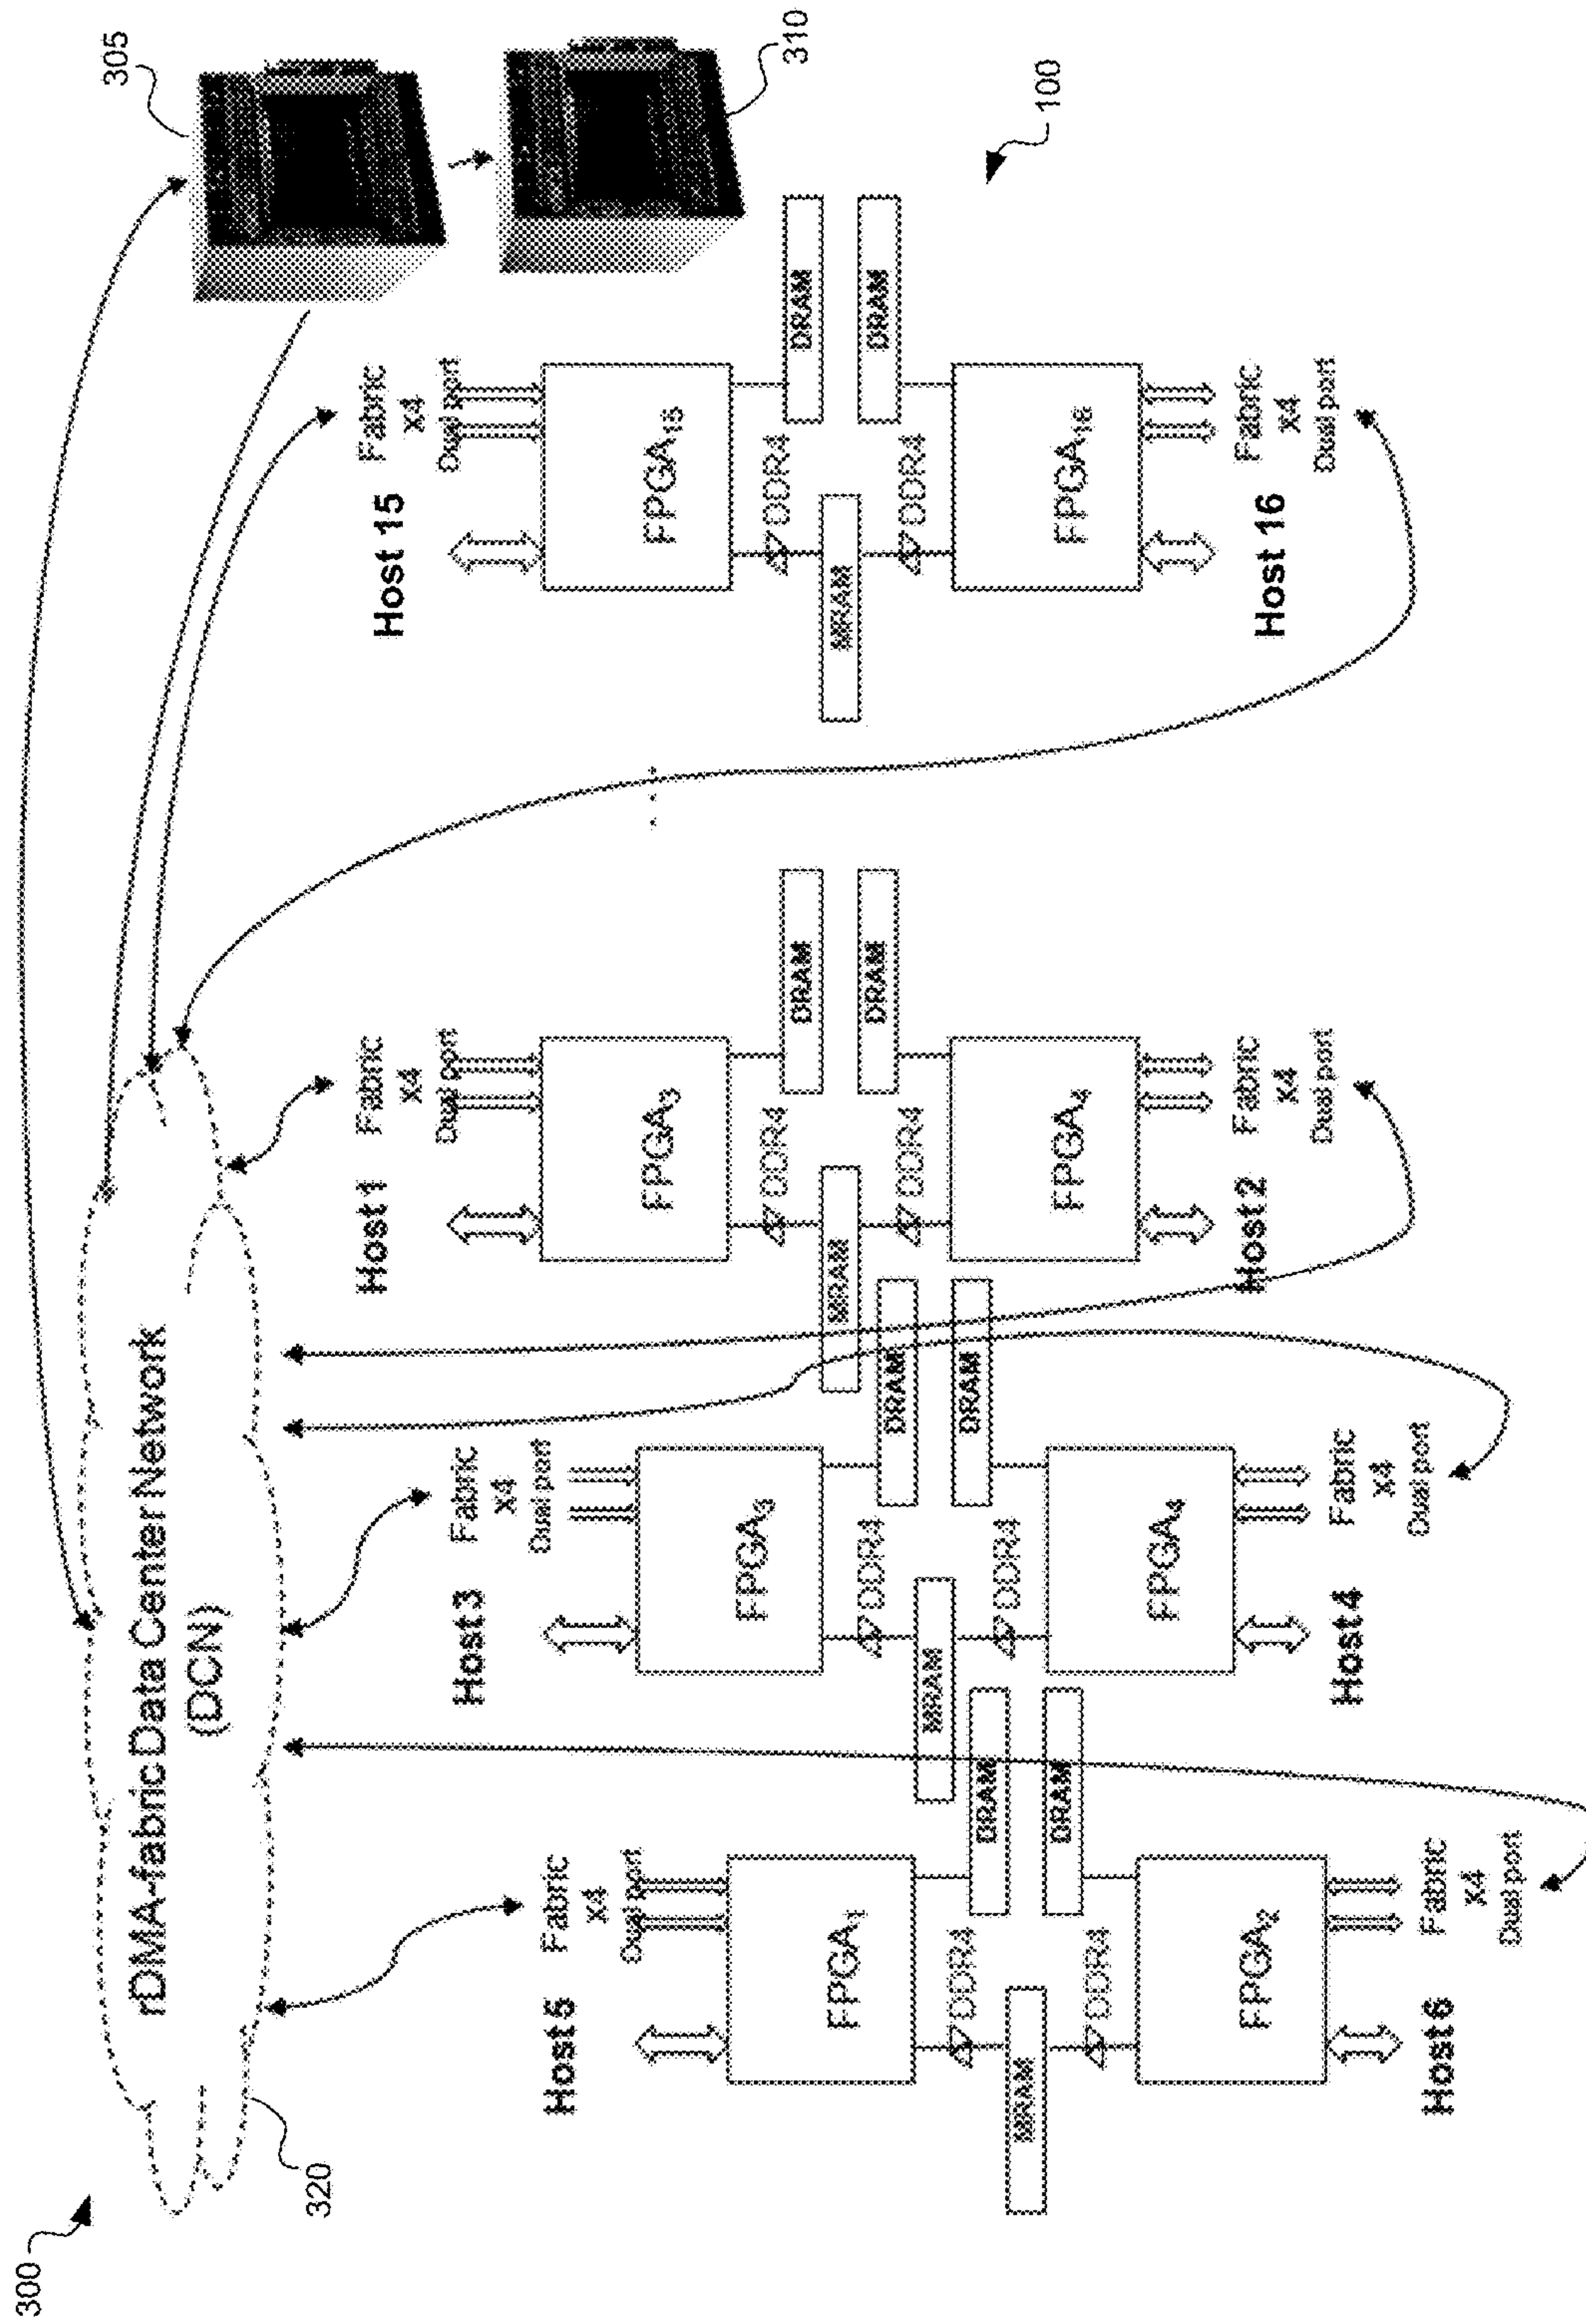 300
rDMA-fabric Data Center Network
(DCN)
320
305
310
100
Host 5
Fabric
x4
Dual port
FPGA1
DDR4
DRAM
MRAM
DRAM
DDR4
FPGA2
Host 6
Fabric
x4
Dual port
Host 3
Fabric
x4
Dual port
FPGA3
DDR4
DRAM
MRAM
DRAM
DDR4
FPGA4
Host 4
Fabric
x4
Dual port
Host 1
Fabric
x4
Dual port
FPGA3
DDR4
DRAM
MRAM
DRAM
DDR4
FPGA4
Host 2
Fabric
x4
Dual port
...
Host 15
Fabric
x4
Dual port
FPGA15
DDR4
DRAM
MRAM
DRAM
DDR4
FPGA16
Host 16
Fabric
x4
Dual port